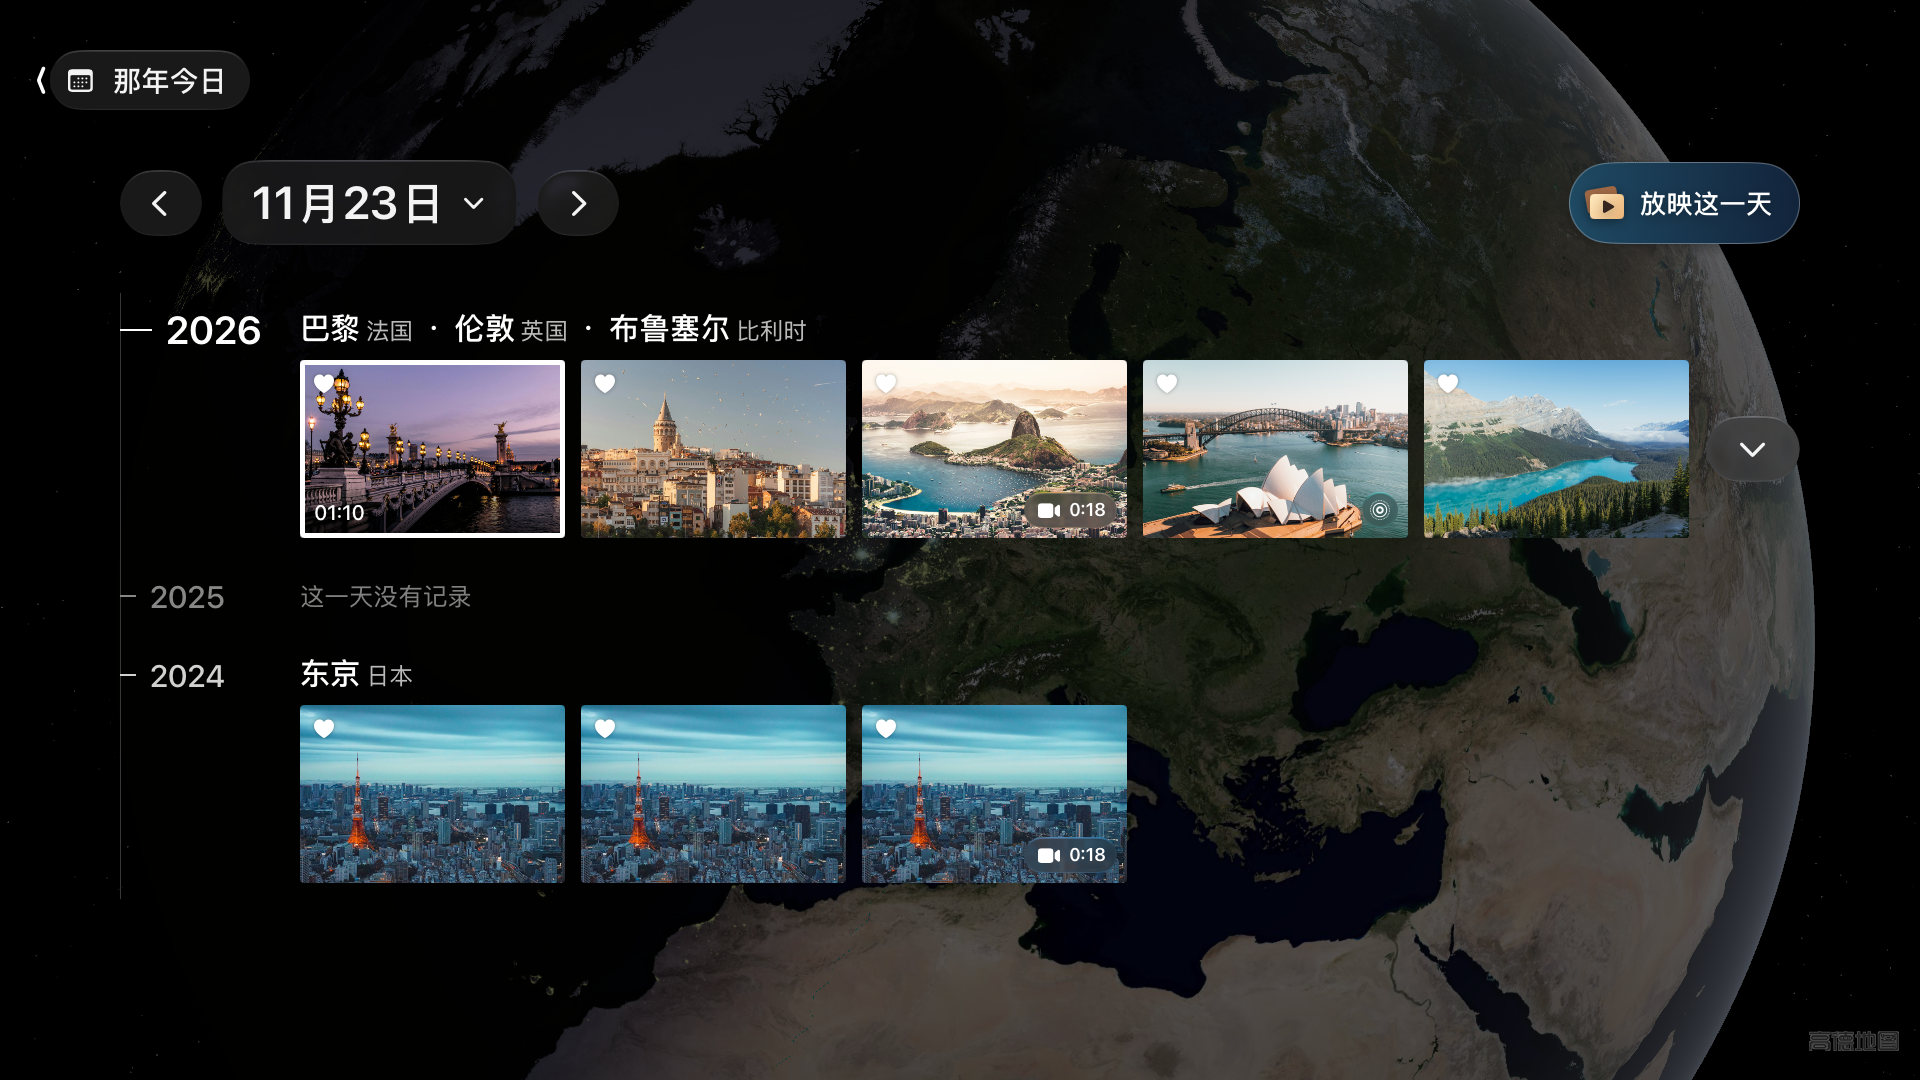 那年今日
11月23日
放映这一天
2026
巴黎 法国 · 伦敦 英国 · 布鲁塞尔 比利时
01:10
0:18
2025
这一天没有记录
2024
东京 日本
0:18
高德地图